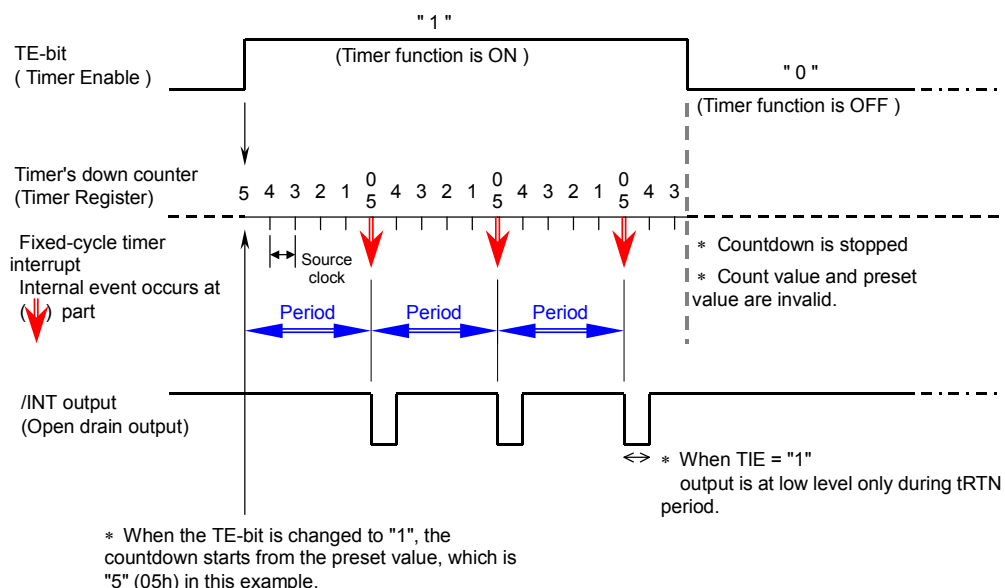 " 1 "
TE-bit
( Timer Enable )
(Timer function is ON )
" 0 "
(Timer function is OFF )
Timer's down counter
(Timer Register)
5 4 3 2 1 0 5 4 3 2 1 0 5 4 3 2 1 0 5 4 3
Fixed-cycle timer
interrupt
Internal event occurs at
( ) part
Source
clock
* Countdown is stopped
* Count value and preset
value are invalid.
Period Period Period
/INT output
(Open drain output)
* When TIE = "1"
output is at low level only during tRTN
period.
* When the TE-bit is changed to "1", the
countdown starts from the preset value, which is
"5" (05h) in this example.